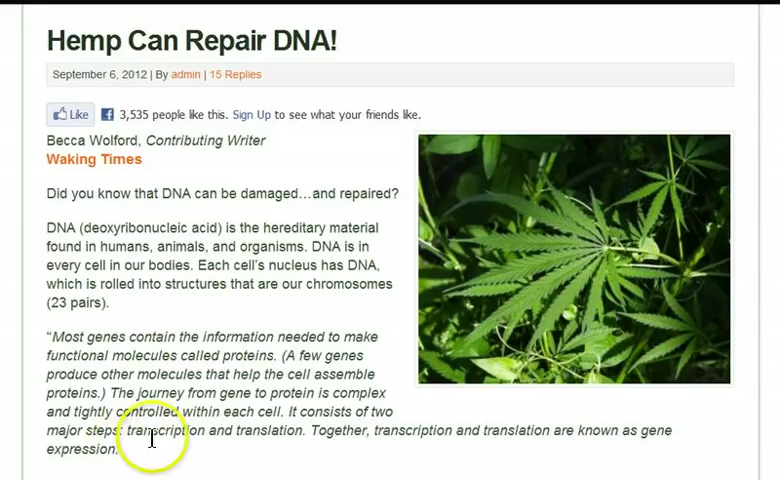 Hemp Can Repair DNA!
September 6, 2012 | By admin | 15 Replies
Like 3,535 people like this. Sign Up to see what your friends like.
Becca Wolford, Contributing Writer
Waking Times
Did you know that DNA can be damaged…and repaired?
DNA (deoxyribonucleic acid) is the hereditary material
found in humans, animals, and organisms. DNA is in
every cell in our bodies. Each cell's nucleus has DNA,
which is rolled into structures that are our chromosomes
(23 pairs).
“Most genes contain the information needed to make
functional molecules called proteins. (A few genes
produce other molecules that help the cell assemble
proteins.) The journey from gene to protein is complex
and tightly controlled within each cell. It consists of two
major steps: transcription and translation. Together, transcription and translation are known as gene
expression.